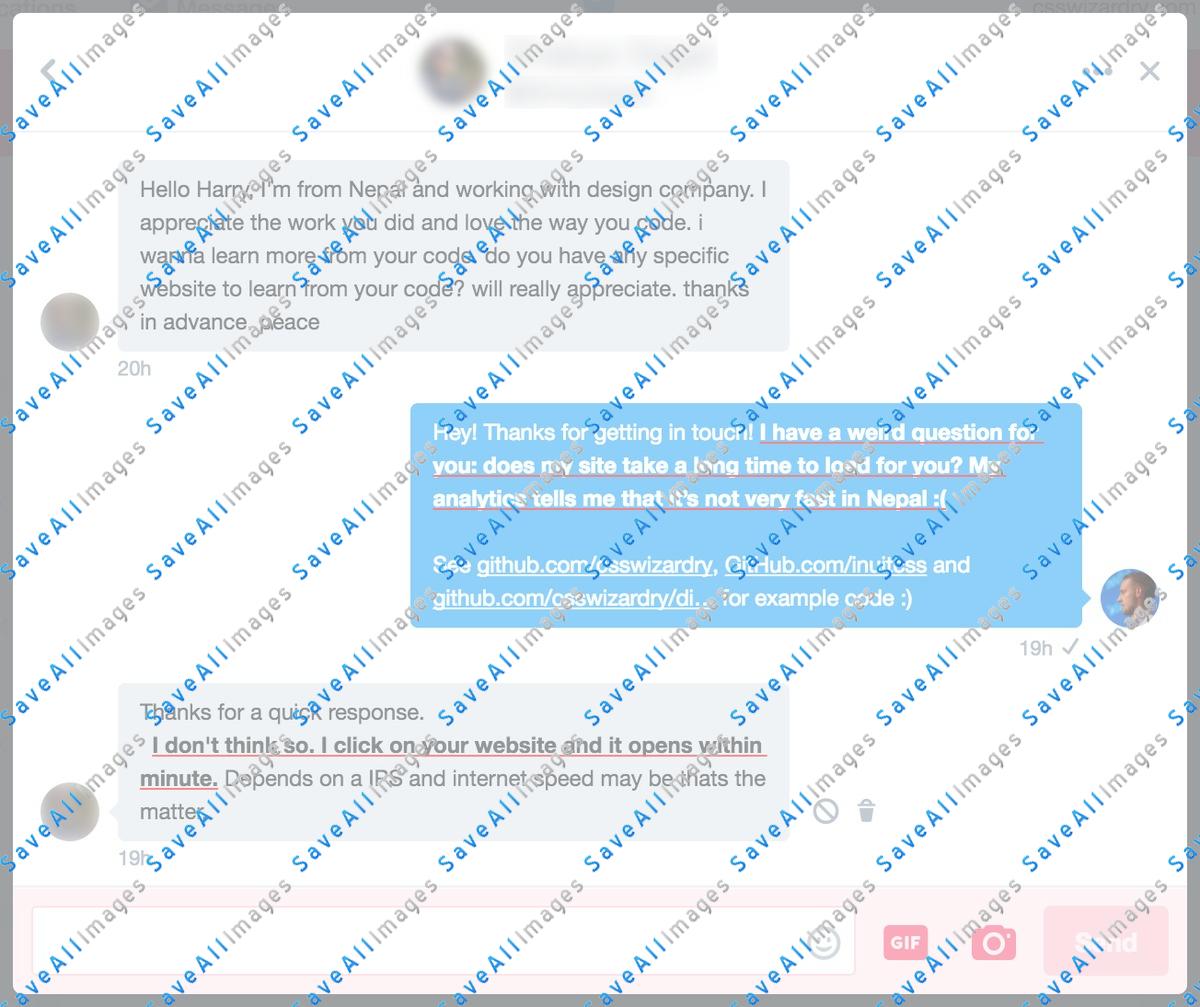 Messages
csswizardry.com
Hello Harry, I'm from Nepal and working with design company. I
appreciate the work you did and love the way you code. i
wanna learn more from your code. do you have any specific
website to learn from your code? will really appreciate. thanks
in advance. peace
20h
Hey! Thanks for getting in touch! I have a weird question for
you: does my site take a long time to load for you? My
analytics tells me that it's not very fast in Nepal :(
See github.com/csswizardry, GitHub.com/inuitcss and
github.com/csswizardry/di… for example code :)
19h
Thanks for a quick response.
I don't think so. I click on your website and it opens within
minute. Depends on a IPS and internet speed may be thats the
matter.
19h
GIF
Send
SaveAllImages